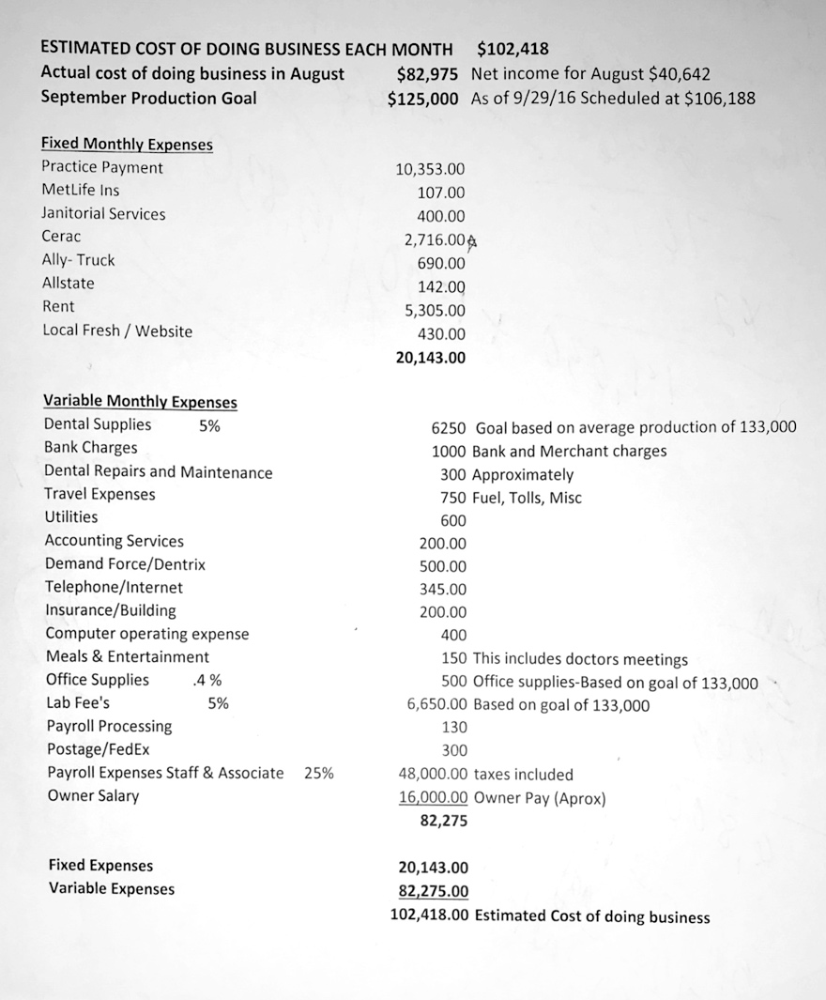 ESTIMATED COST OF DOING BUSINESS EACH MONTH $102,418
Actual cost of doing business in August $82,975 Net income for August $40,642
September Production Goal $125,000 As of 9/29/16 Scheduled at $106,188
Fixed Monthly Expenses
Practice Payment 10,353.00
MetLife Ins 107.00
Janitorial Services 400.00
Cerac 2,716.00
Ally- Truck 690.00
Allstate 142.00
Rent 5,305.00
Local Fresh / Website 430.00
20,143.00
Variable Monthly Expenses
Dental Supplies 5% 6250 Goal based on average production of 133,000
Bank Charges 1000 Bank and Merchant charges
Dental Repairs and Maintenance 300 Approximately
Travel Expenses 750 Fuel, Tolls, Misc
Utilities 600
Accounting Services 200.00
Demand Force/Dentrix 500.00
Telephone/Internet 345.00
Insurance/Building 200.00
Computer operating expense 400
Meals & Entertainment 150 This includes doctors meetings
Office Supplies .4 % 500 Office supplies-Based on goal of 133,000
Lab Fee's 5% 6,650.00 Based on goal of 133,000
Payroll Processing 130
Postage/FedEx 300
Payroll Expenses Staff & Associate 25% 48,000.00 taxes included
Owner Salary 16,000.00 Owner Pay (Aprox)
82,275
Fixed Expenses 20,143.00
Variable Expenses 82,275.00
102,418.00 Estimated Cost of doing business